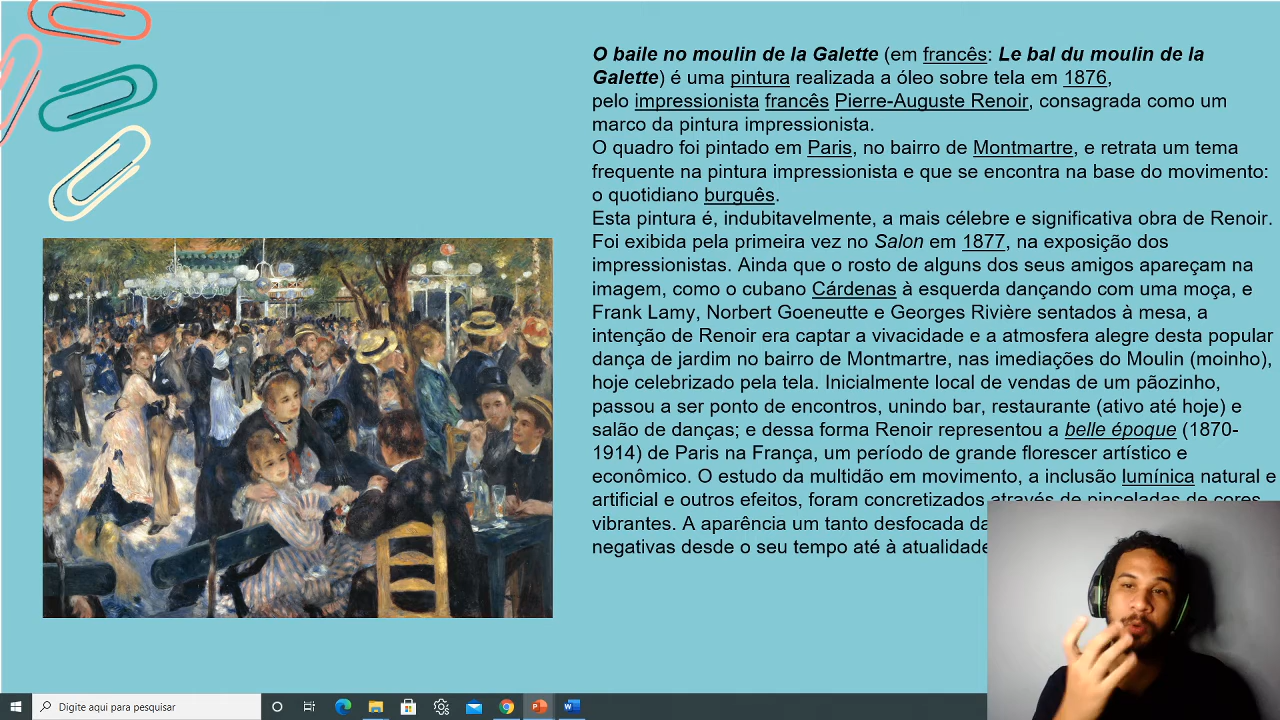 O baile no moulin de la Galette (em francês: Le bal du moulin de la
Galette) é uma pintura realizada a óleo sobre tela em 1876,
pelo impressionista francês Pierre-Auguste Renoir, consagrada como um
marco da pintura impressionista.
O quadro foi pintado em Paris, no bairro de Montmartre, e retrata um tema
frequente na pintura impressionista e que se encontra na base do movimento:
o quotidiano burguês.
Esta pintura é, indubitavelmente, a mais célebre e significativa obra de Renoir.
Foi exibida pela primeira vez no Salon em 1877, na exposição dos
impressionistas. Ainda que o rosto de alguns dos seus amigos apareçam na
imagem, como o cubano Cárdenas à esquerda dançando com uma moça, e
Frank Lamy, Norbert Goeneutte e Georges Rivière sentados à mesa, a
intenção de Renoir era captar a vivacidade e a atmosfera alegre desta popular
dança de jardim no bairro de Montmartre, nas imediações do Moulin (moinho),
hoje celebrizado pela tela. Inicialmente local de vendas de um pãozinho,
passou a ser ponto de encontros, unindo bar, restaurante (ativo até hoje) e
salão de danças; e dessa forma Renoir representou a belle époque (1870-
1914) de Paris na França, um período de grande florescer artístico e
econômico. O estudo da multidão em movimento, a inclusão lumínica natural e
artificial e outros efeitos, foram concretizados através de pinceladas de cores
vibrantes. A aparência um tanto desfocada da
negativas desde o seu tempo até à atualidade
Digite aqui para pesquisar